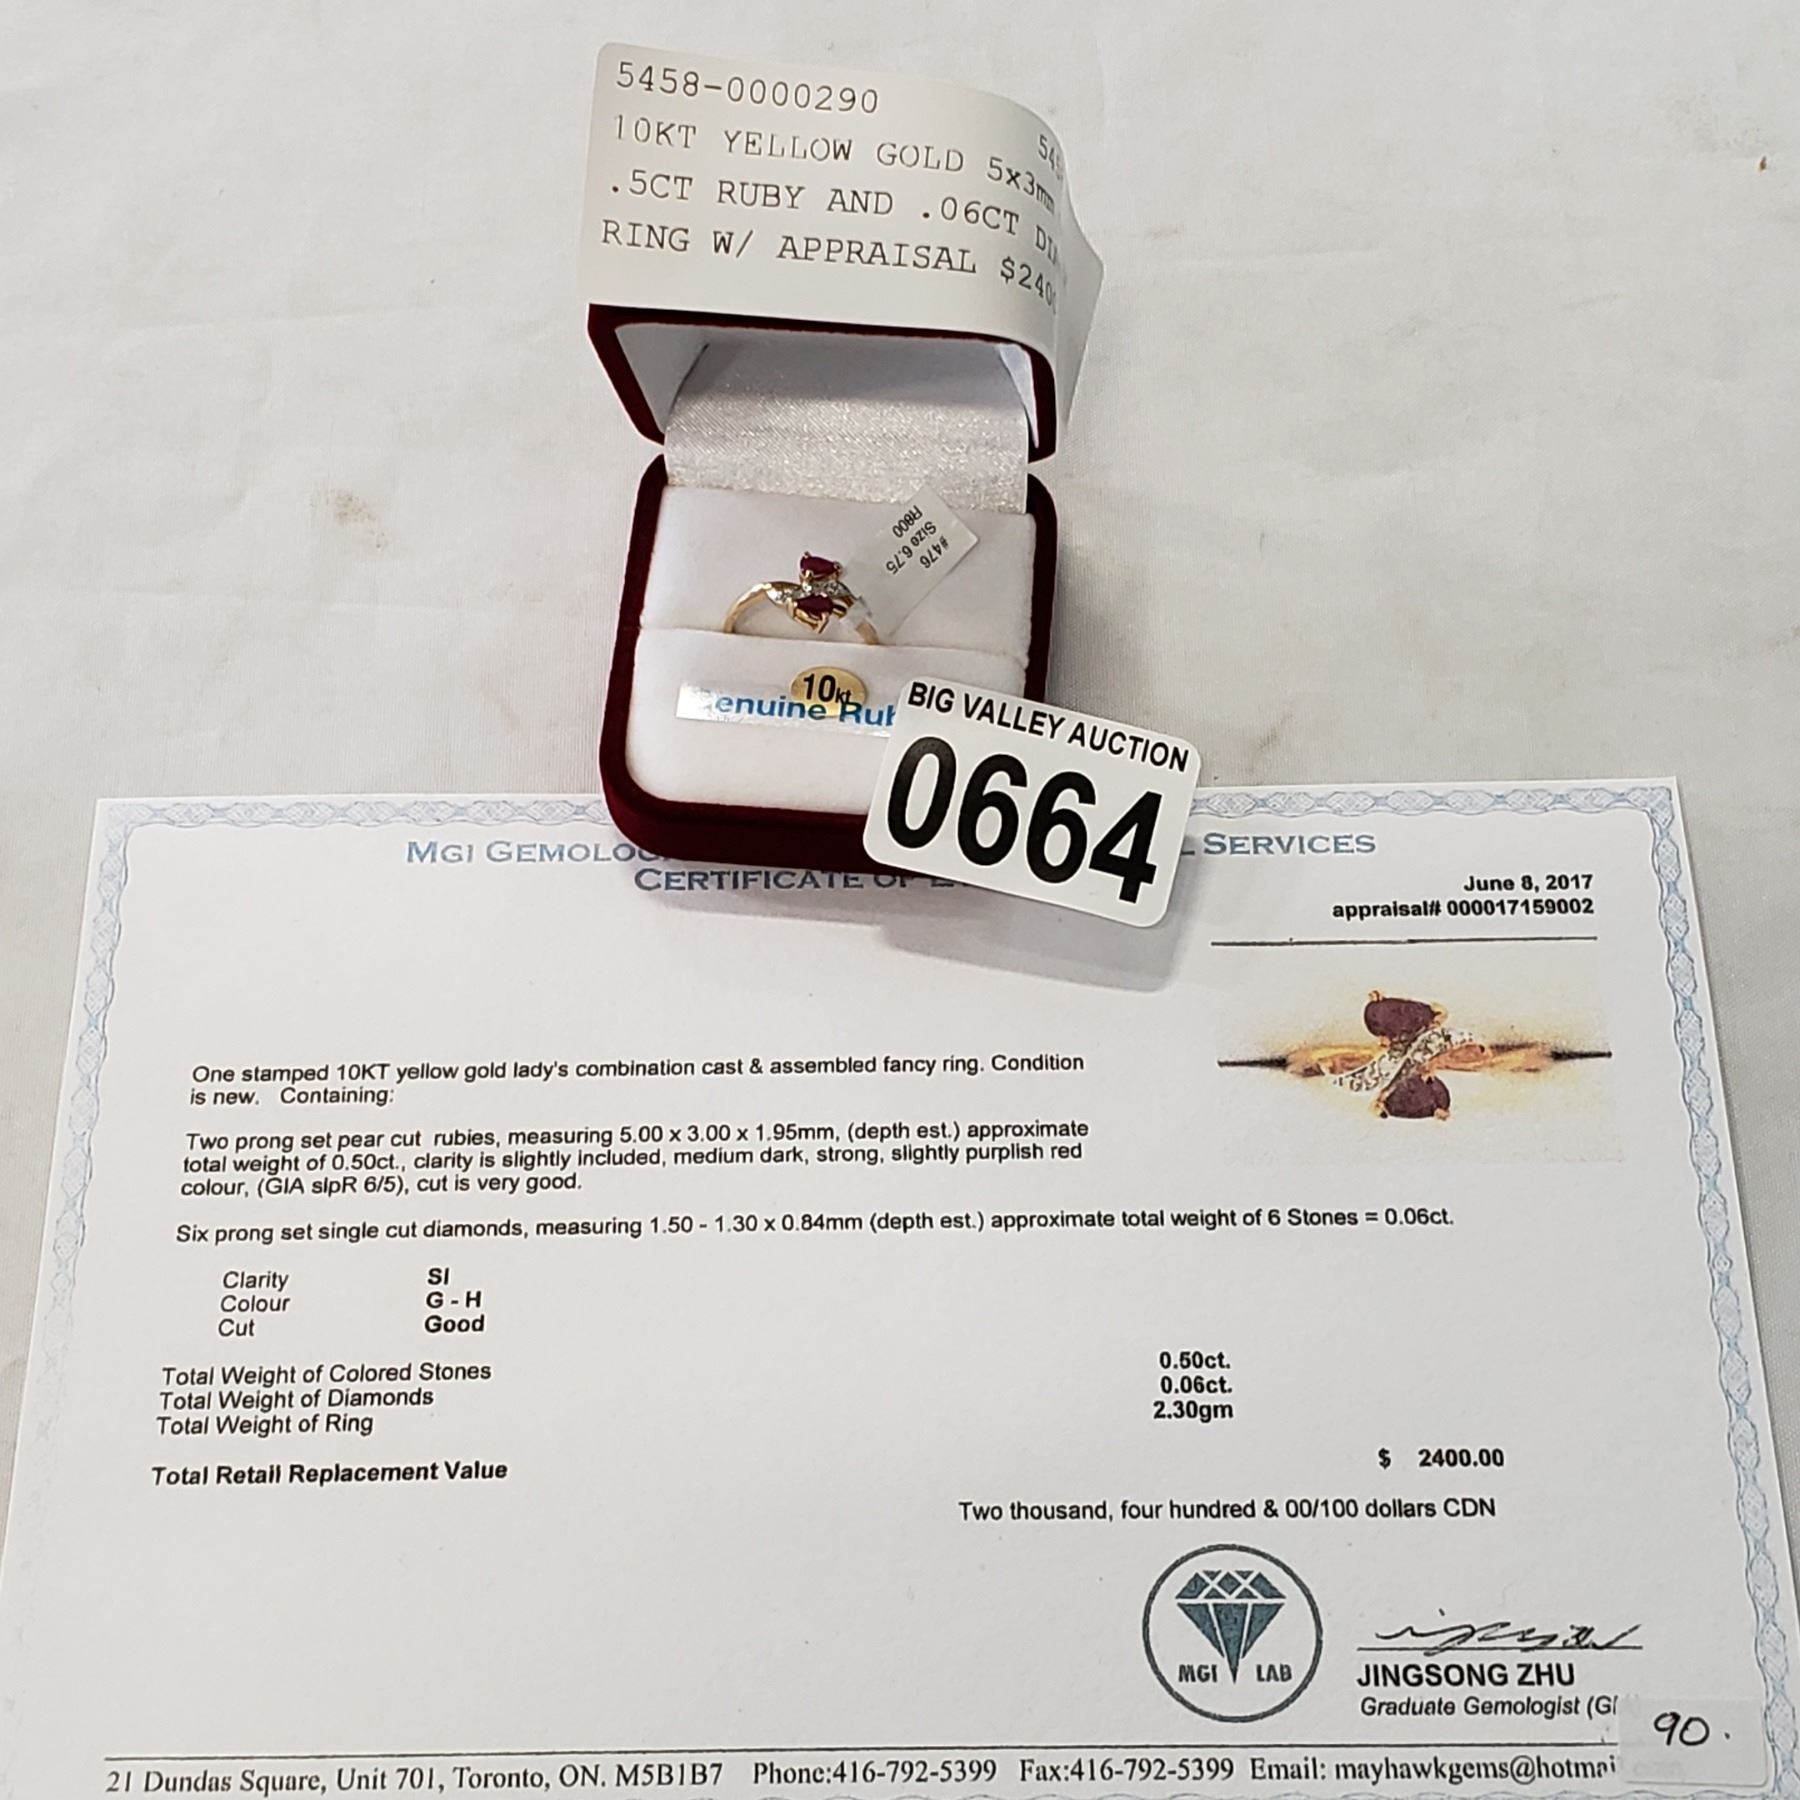 5458-0000290
10KT YELLOW GOLD 5x3mm
.5CT RUBY AND .06CT
RING W/ APPRAISAL $240
#476
Size 6.75
R800
10kt
enuine Rub
BIG VALLEY AUCTION
0664
MGI SERVICES
CERTIFICATE OF
June 8, 2017
appraisal# 000017159002
One stamped 10KT yellow gold lady's combination cast & assembled fancy ring. Condition
is new. Containing:
Two prong set pear cut rubies, measuring 5.00 x 3.00 x 1.95mm, (depth est.) approximate
total weight of 0.50ct., clarity is slightly included, medium dark, strong, slightly purplish red
colour, (GIA slpR 6/5), cut is very good.
Six prong set single cut diamonds, measuring 1.50 - 1.30 x 0.84mm (depth est.) approximate total weight of 6 Stones = 0.06ct.
Clarity SI
Colour G - H
Cut Good
Total Weight of Colored Stones 0.50ct.
Total Weight of Diamonds 0.06ct.
Total Weight of Ring 2.30gm
Total Retail Replacement Value $ 2400.00
Two thousand, four hundred & 00/100 dollars CDN
MGI LAB
JINGSONG ZHU
Graduate Gemologist (GI
90.
21 Dundas Square, Unit 701, Toronto, ON. M5B1B7 Phone:416-792-5399 Fax:416-792-5399 Email: mayhawkgems@hotmai